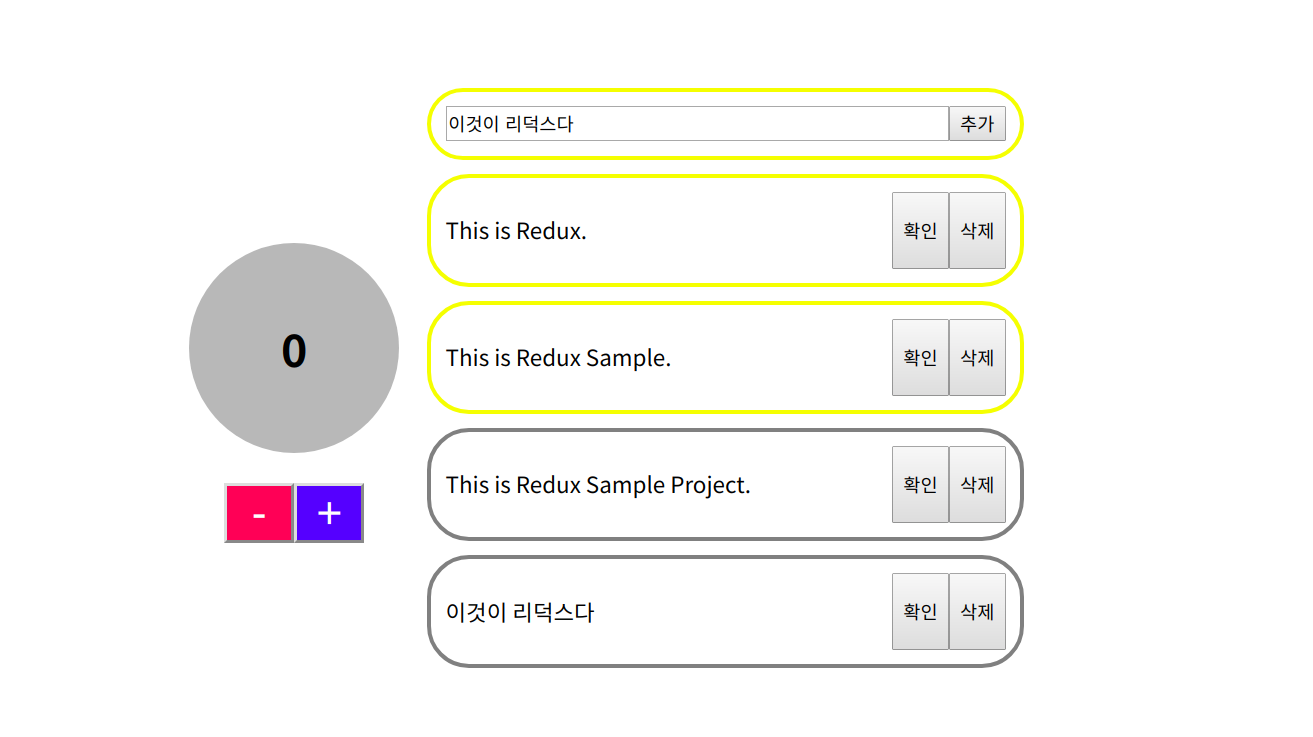 이것이 리덕스다 추가
This is Redux. 확인 삭제
This is Redux Sample. 확인 삭제
0
This is Redux Sample Project. 확인 삭제
- +
이것이 리덕스다 확인 삭제